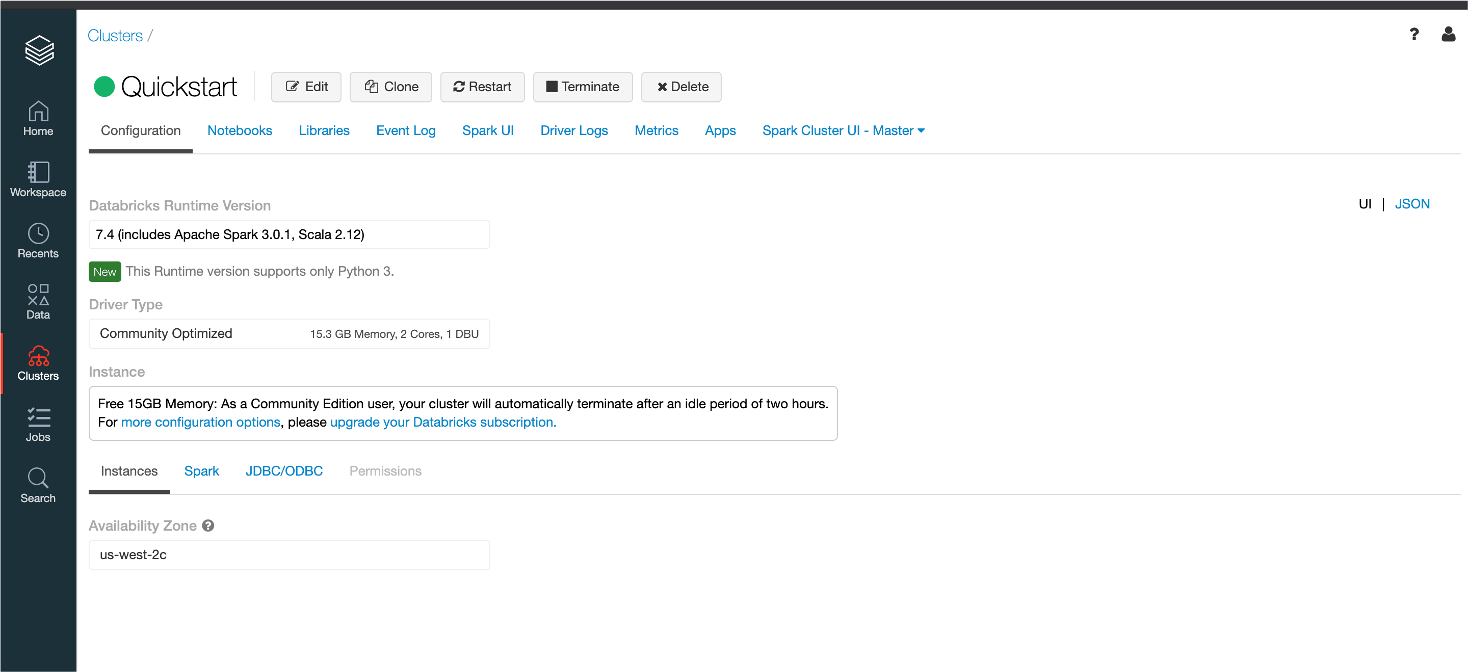 Clusters /
?
Quickstart
Edit Clone Restart Terminate Delete
Configuration Notebooks Libraries Event Log Spark UI Driver Logs Metrics Apps Spark Cluster UI - Master
Home
Workspace
Recents
Data
Clusters
Jobs
Search
UI | JSON
Databricks Runtime Version
7.4 (includes Apache Spark 3.0.1, Scala 2.12)
New This Runtime version supports only Python 3.
Driver Type
Community Optimized 15.3 GB Memory, 2 Cores, 1 DBU
Instance
Free 15GB Memory: As a Community Edition user, your cluster will automatically terminate after an idle period of two hours.
For more configuration options, please upgrade your Databricks subscription.
Instances Spark JDBC/ODBC Permissions
Availability Zone ?
us-west-2c